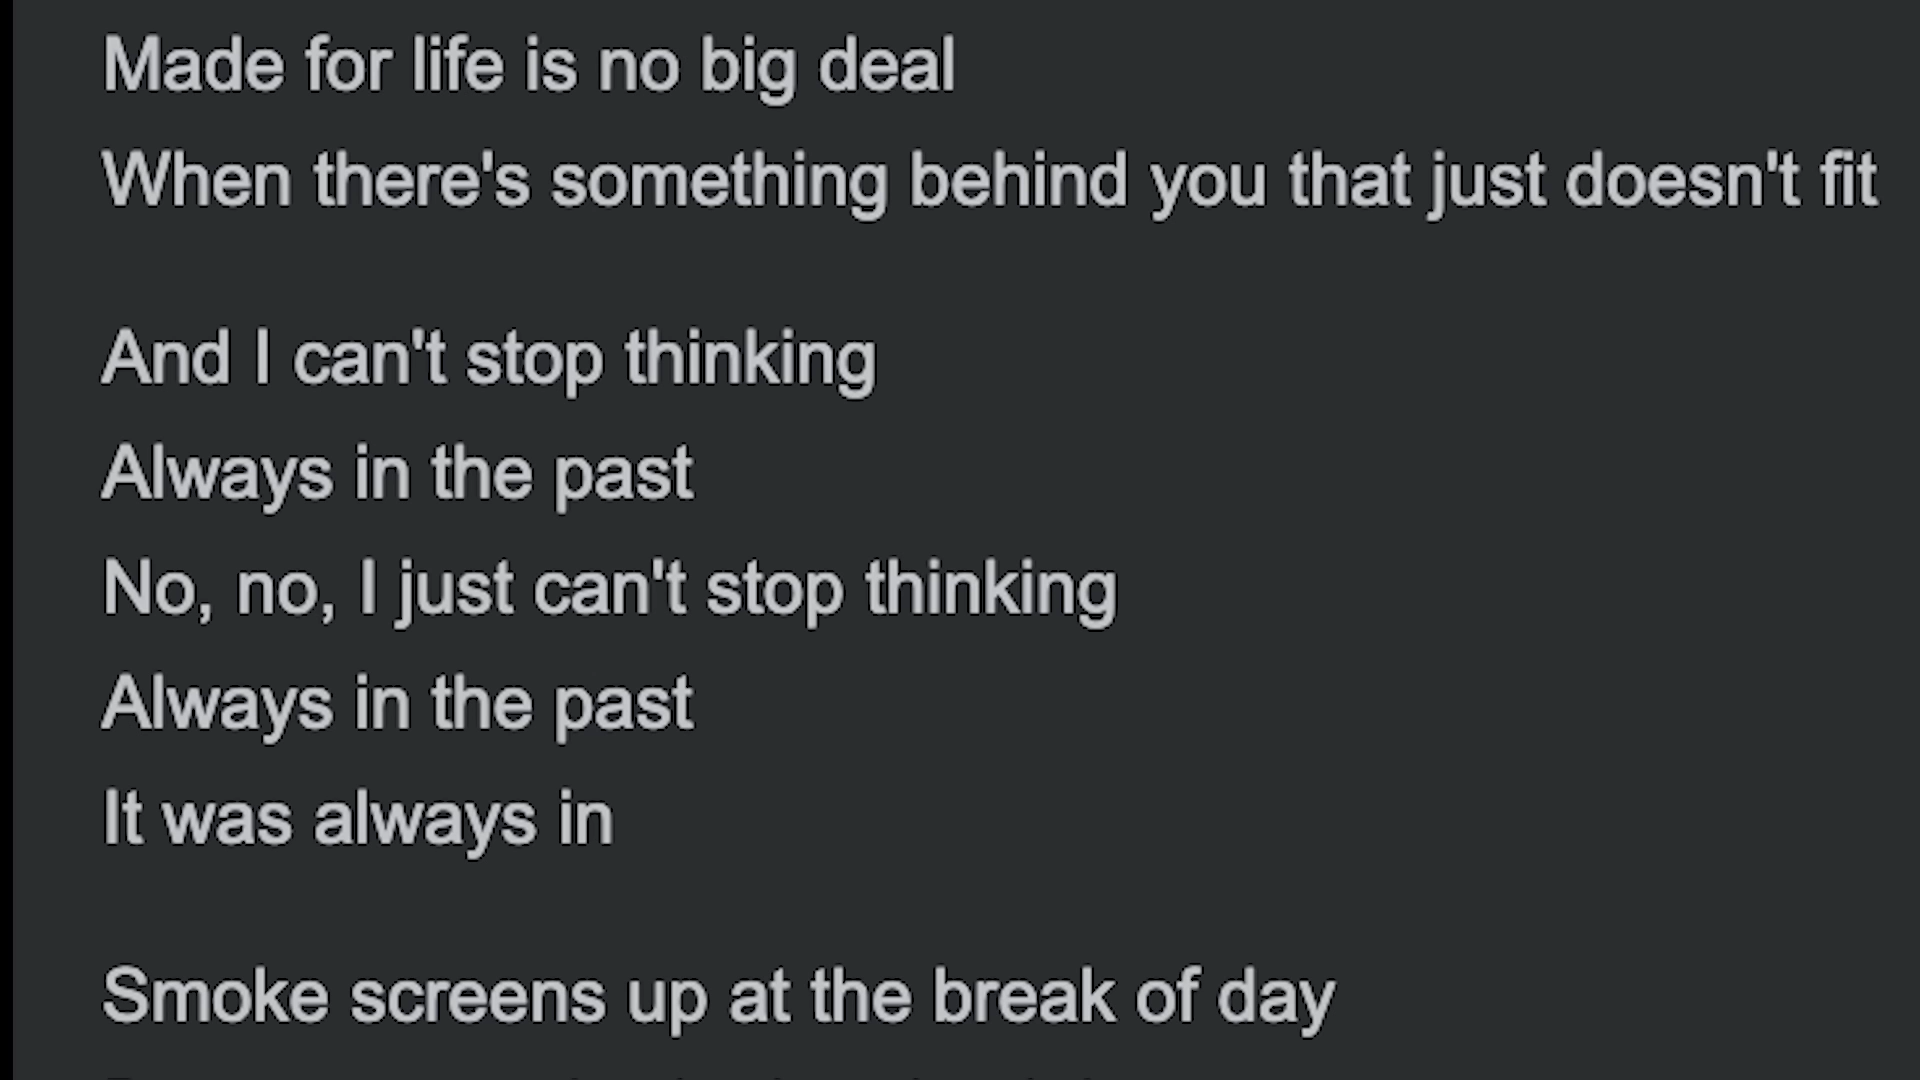 Made for life is no big deal
When there's something behind you that just doesn't fit
And I can't stop thinking
Always in the past
No, no, I just can't stop thinking
Always in the past
It was always in
Smoke screens up at the break of day